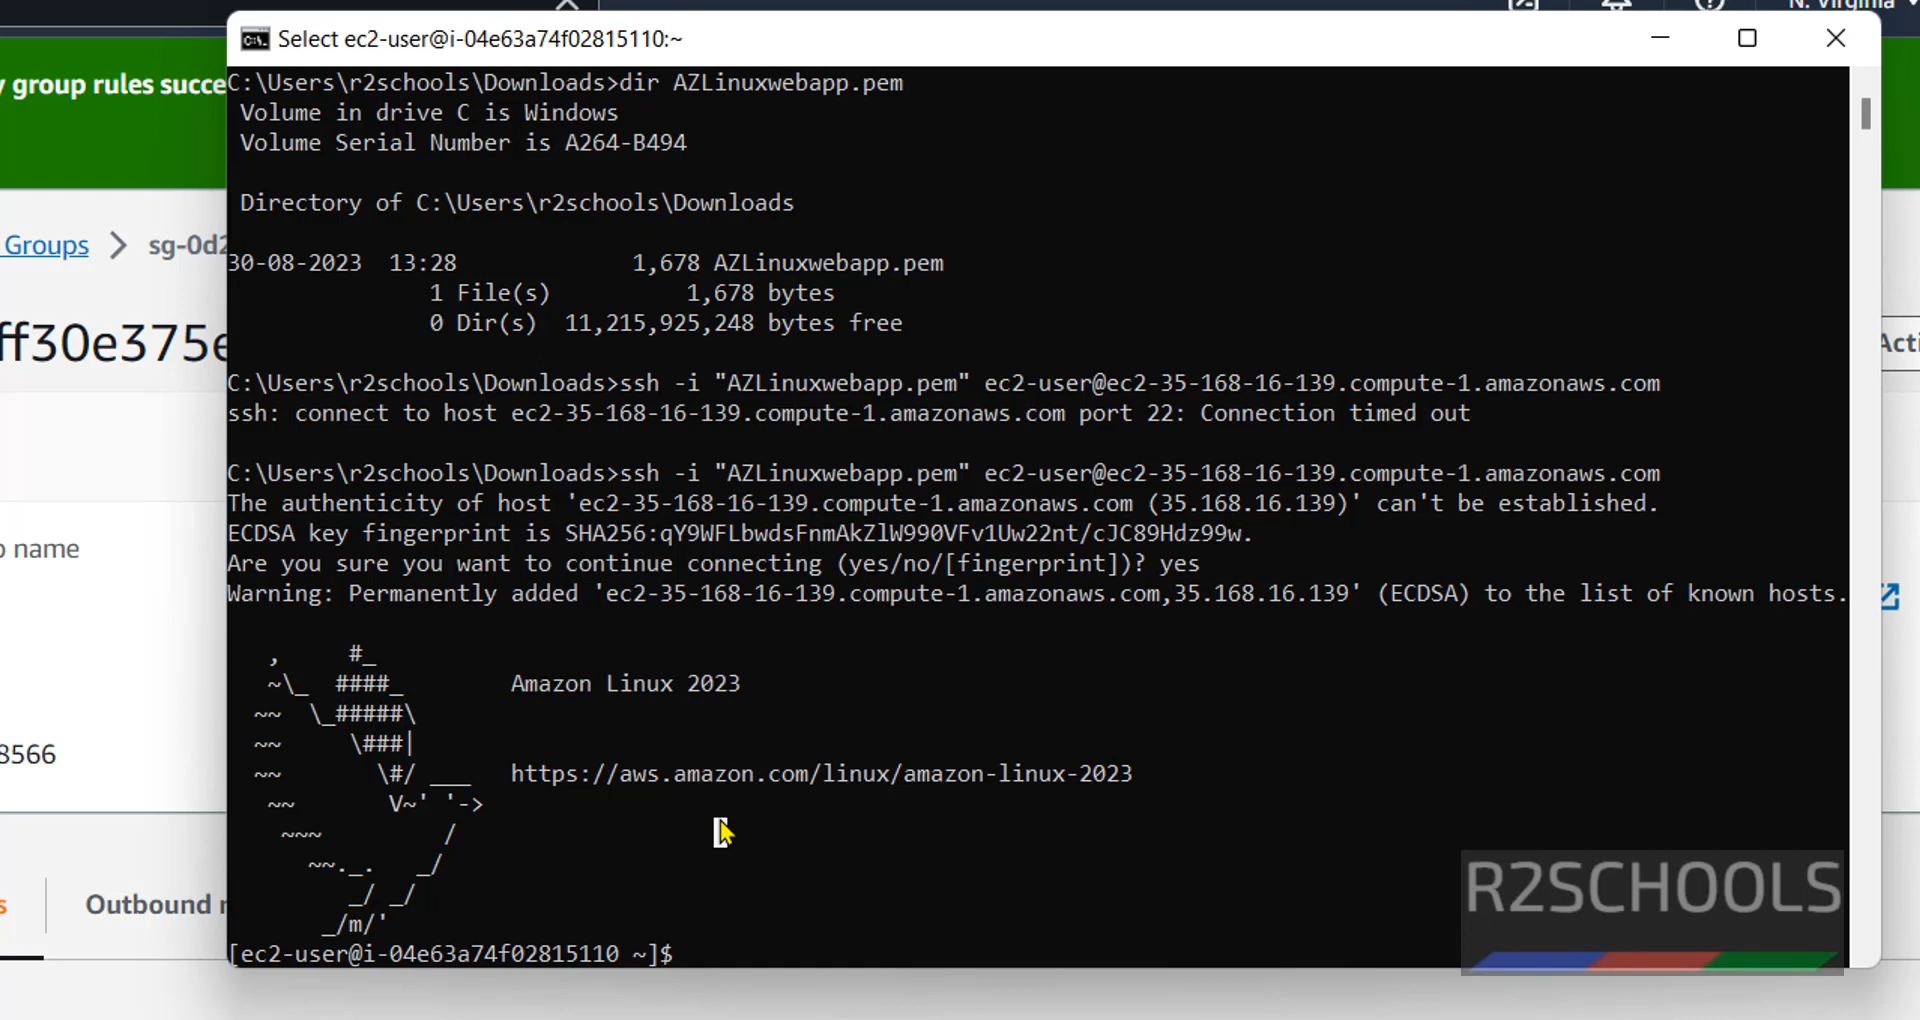 N. Virginia
Select ec2-user@i-04e63a74f02815110:~
y group rules succe
C:\Users\r2schools\Downloads>dir AZLinuxwebapp.pem
Volume in drive C is Windows
Volume Serial Number is A264-B494
Directory of C:\Users\r2schools\Downloads
Groups > sg-0d2
30-08-2023  13:28             1,678 AZLinuxwebapp.pem
1 File(s)          1,678 bytes
0 Dir(s)  11,215,925,248 bytes free
ff30e375e
Acti
C:\Users\r2schools\Downloads>ssh -i "AZLinuxwebapp.pem" ec2-user@ec2-35-168-16-139.compute-1.amazonaws.com
ssh: connect to host ec2-35-168-16-139.compute-1.amazonaws.com port 22: Connection timed out
C:\Users\r2schools\Downloads>ssh -i "AZLinuxwebapp.pem" ec2-user@ec2-35-168-16-139.compute-1.amazonaws.com
The authenticity of host 'ec2-35-168-16-139.compute-1.amazonaws.com (35.168.16.139)' can't be established.
ECDSA key fingerprint is SHA256:qY9WFLbwdsFnmAkZlW990VFv1Uw22nt/cJC89Hdz99w.
o name
Are you sure you want to continue connecting (yes/no/[fingerprint])? yes
Warning: Permanently added 'ec2-35-168-16-139.compute-1.amazonaws.com,35.168.16.139' (ECDSA) to the list of known hosts.
   ,     #_
   ~\_  ####_        Amazon Linux 2023
  ~~  \_#####\
  ~~     \###|
8566
  ~~       \#/ ___   https://aws.amazon.com/linux/amazon-linux-2023
   ~~       V~' '->
    ~~~         /
      ~~._.   _/
         _/ _/
       _/m/'
s
Outbound r
[ec2-user@i-04e63a74f02815110 ~]$
R2SCHOOLS